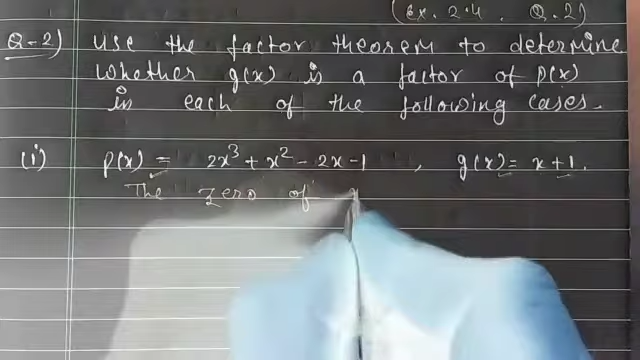 (Ex. 2.4, Q.2)
Q-2) Use the factor theorem to determine
whether g(x) is a factor of p(x)
in each of the following cases.
(i) p(x) = 2x³ + x² - 2x - 1 , g(x) = x + 1.
The zero of